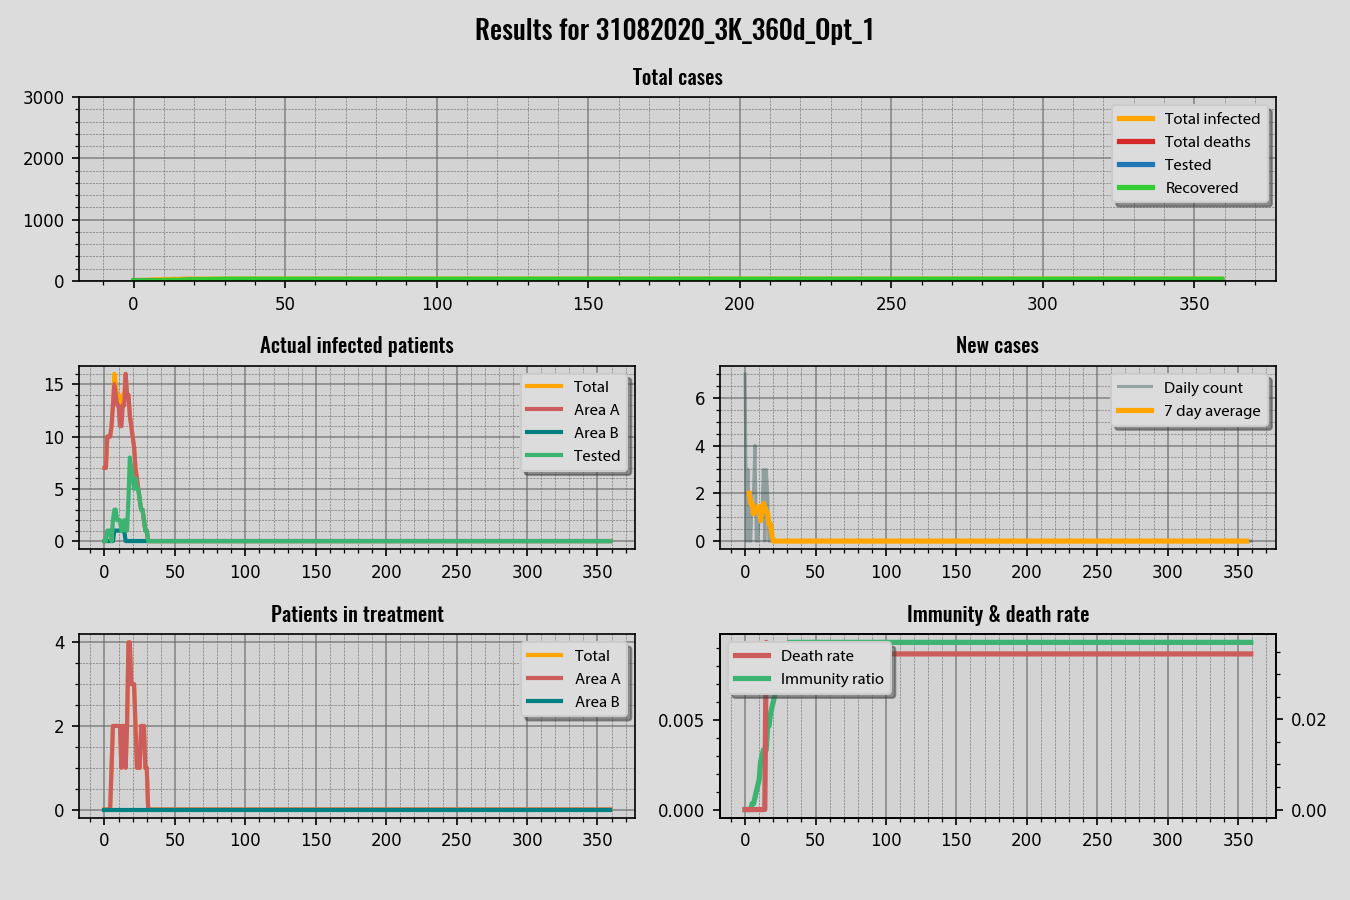 Results for 31082020_3K_360d_Opt_1
Total cases
3000
2000
1000
0
Total infected
Total deaths
Tested
Recovered
0 50 100 150 200 250 300 350
Actual infected patients
15
10
5
0
Total
Area A
Area B
Tested
0 50 100 150 200 250 300 350
New cases
6
4
2
0
Daily count
7 day average
0 50 100 150 200 250 300 350
Patients in treatment
4
2
0
Total
Area A
Area B
0 50 100 150 200 250 300 350
Immunity & death rate
0.005
0.000
Death rate
Immunity ratio
0.02
0.00
0 50 100 150 200 250 300 350